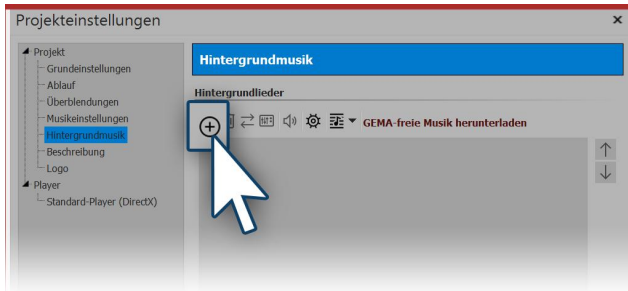 Projekteinstellungen
Projekt
Grundeinstellungen
Ablauf
Überblendungen
Musikeinstellungen
Hintergrundmusik
Beschreibung
Logo
Player
Standard-Player (DirectX)
Hintergrundmusik
Hintergrundlieder
GEMA-freie Musik herunterladen